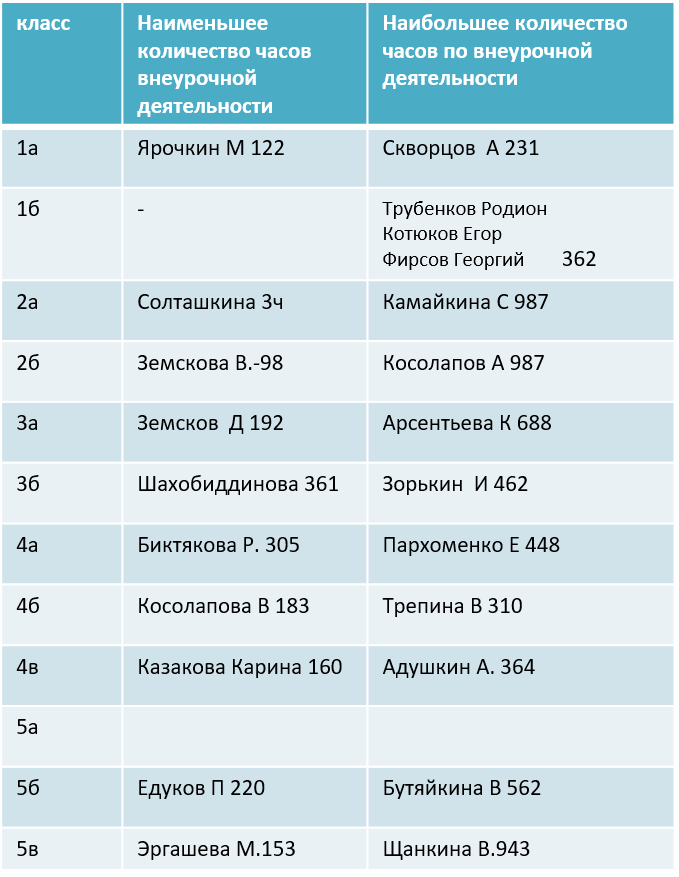 класс
Наименьшее
количество часов
внеурочной
деятельности
Наибольшее количество
часов по внеурочной
деятельности
1а
Ярочкин М 122
Скворцов  А 231
1б
-
Трубенков Родион
Котюков Егор
Фирсов Георгий 362
2а
Солташкина 3ч
Камайкина С 987
2б
Земскова В.-98
Косолапов А 987
3а
Земсков  Д 192
Арсентьева К 688
3б
Шахобиддинова 361
Зорькин  И 462
4а
Биктякова Р. 305
Пархоменко Е 448
4б
Косолапова В 183
Трепина В 310
4в
Казакова Карина 160
Адушкин А. 364
5а
5б
Едуков П 220
Бутяйкина В 562
5в
Эргашева М.153
Щанкина В.943